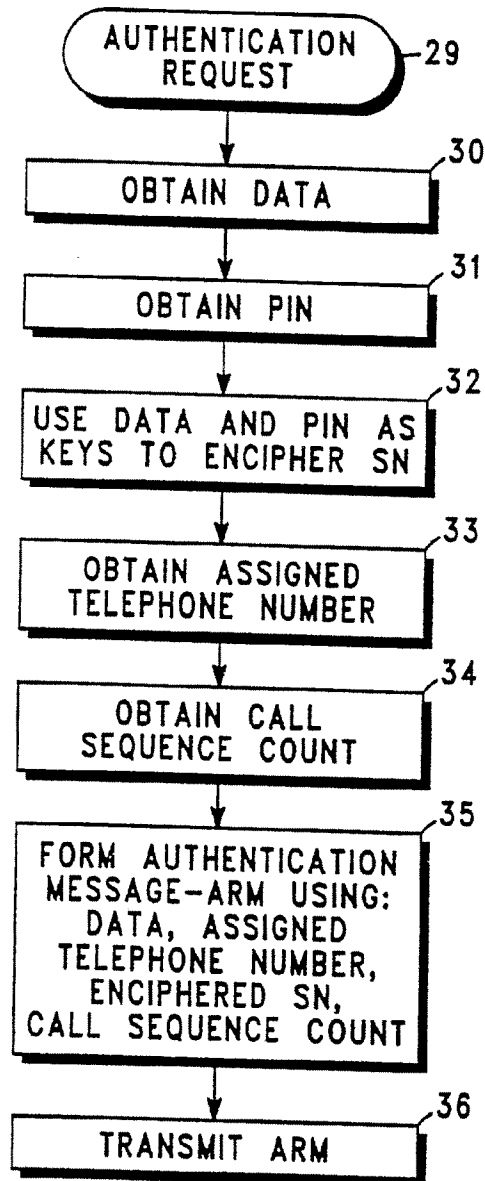 AUTHENTICATION
REQUEST
29
30
OBTAIN DATA
31
OBTAIN PIN
32
USE DATA AND PIN AS
KEYS TO ENCIPHER SN
33
OBTAIN ASSIGNED
TELEPHONE NUMBER
34
OBTAIN CALL
SEQUENCE COUNT
35
FORM AUTHENTICATION
MESSAGE-ARM USING:
DATA, ASSIGNED
TELEPHONE NUMBER,
ENCIPHERED SN,
CALL SEQUENCE COUNT
36
TRANSMIT ARM